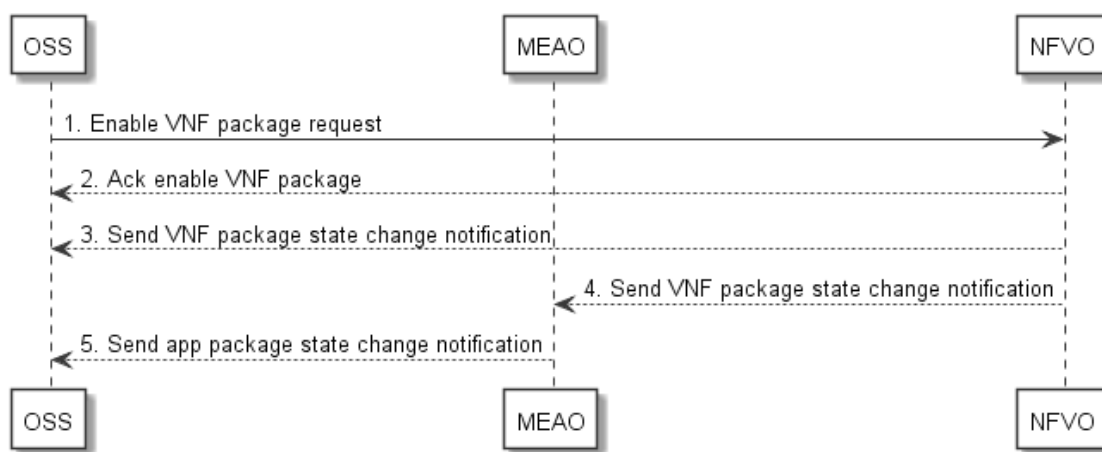 OSS
MEAO
NFVO
1. Enable VNF package request
2. Ack enable VNF package
3. Send VNF package state change notification
4. Send VNF package state change notification
5. Send app package state change notification
OSS
MEAO
NFVO